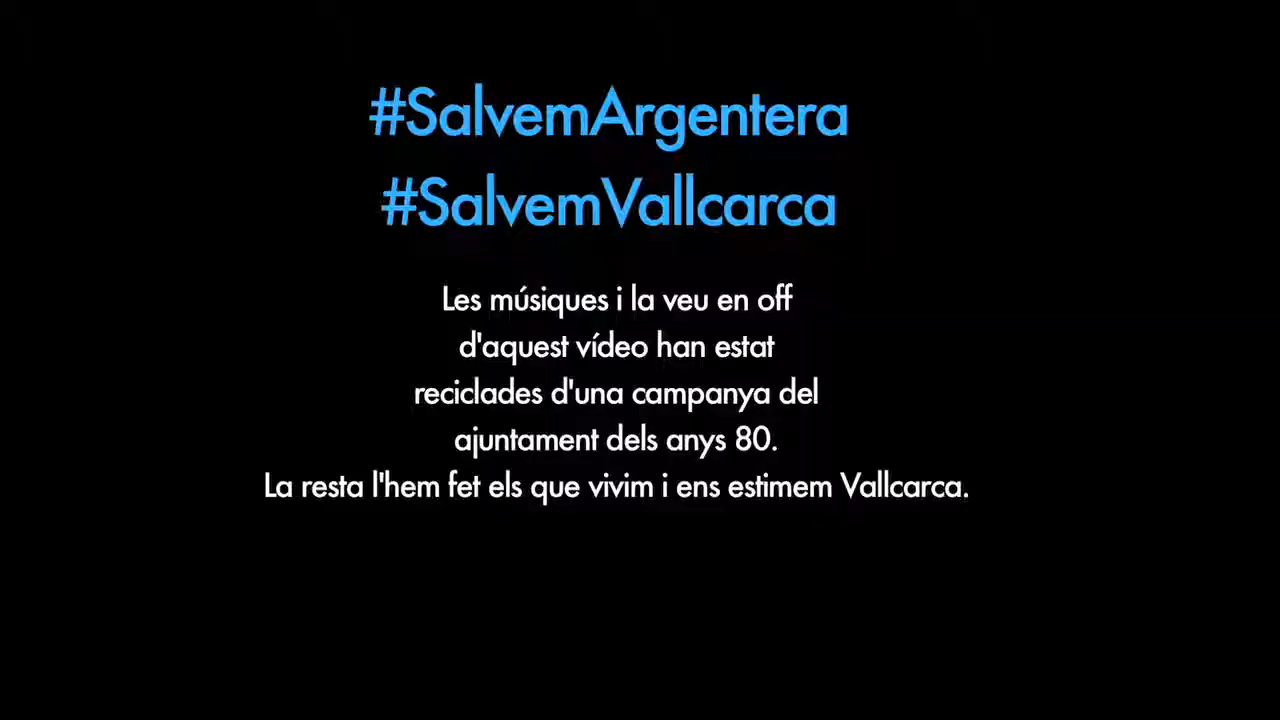 #SalvemArgentera
#SalvemVallcarca
Les músiques i la veu en off
d'aquest vídeo han estat
reciclades d'una campanya del
ajuntament dels anys 80.
La resta l'hem fet els que vivim i ens estimem Vallcarca.